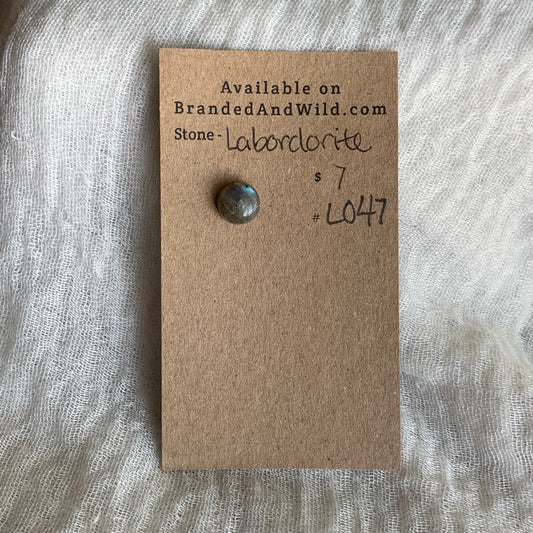 Available on
BrandedAndWild.com
Stone - Labordorite
$ 7
# L047